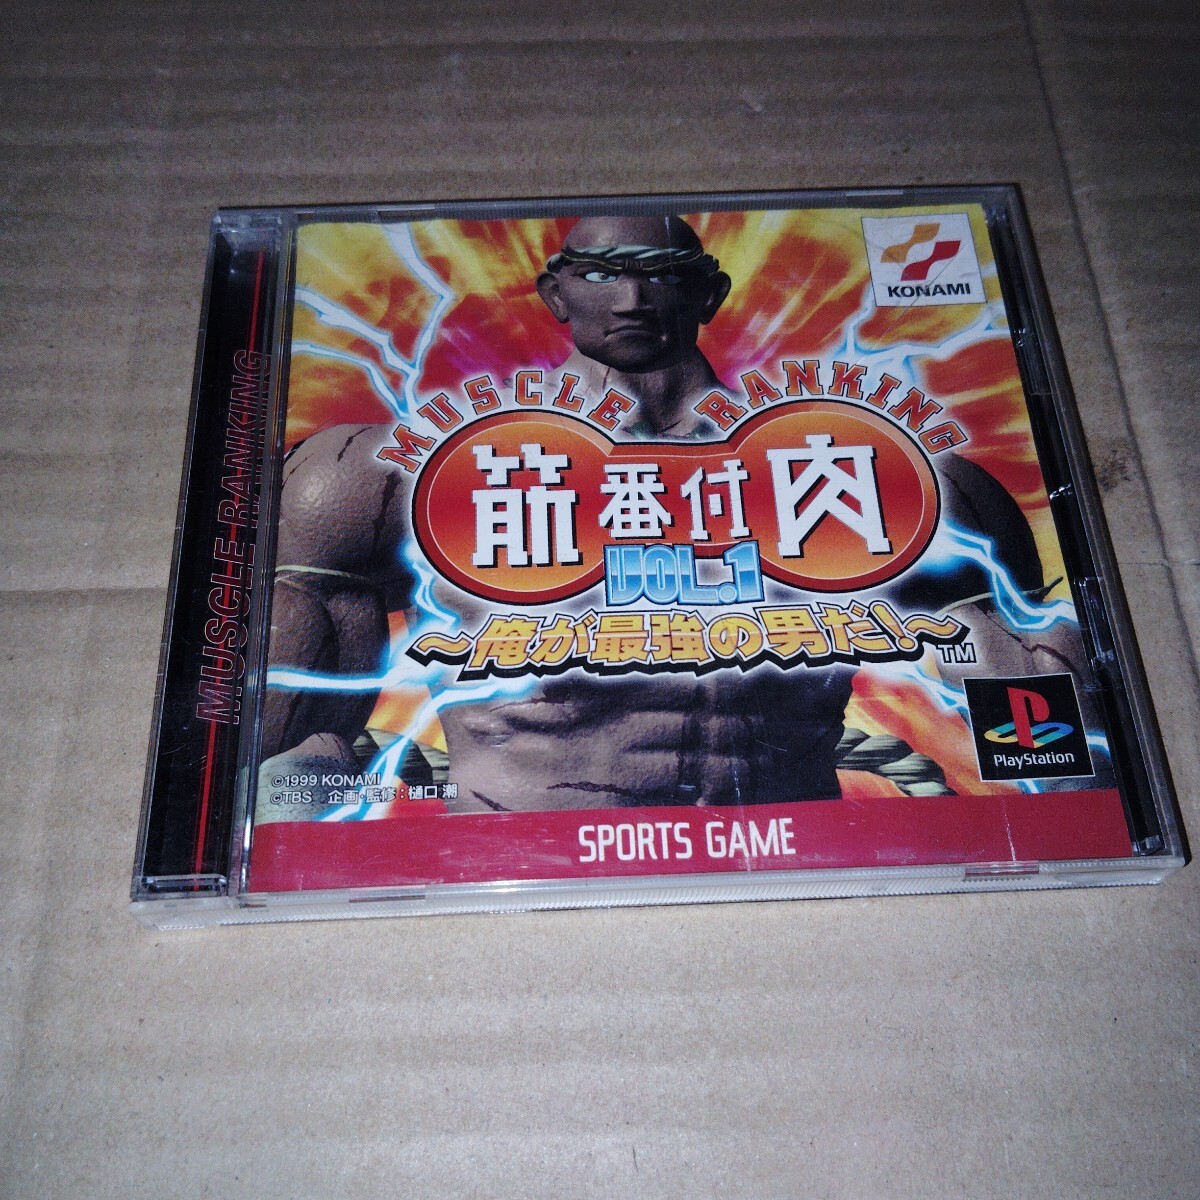 MUSCLE RANKING
KONAMI
MUSCLE RANKING
筋番付肉
VOL.1
～俺が最強の男だ!～
TM
PlayStation
©1999 KONAMI
©TBS 企画・監修:樋口 潮
SPORTS GAME